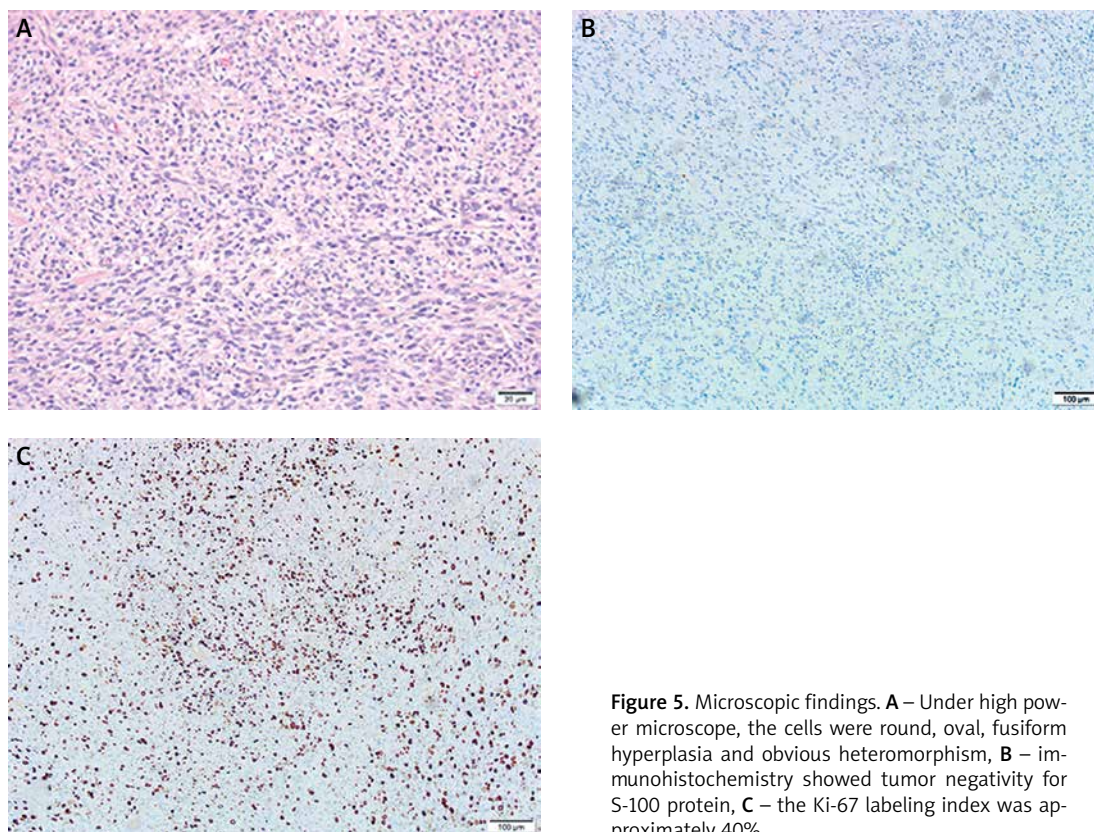 A
B
20 µm
100 µm
C
100 µm
Figure 5. Microscopic findings. A – Under high pow-
er microscope, the cells were round, oval, fusiform
hyperplasia and obvious heteromorphism, B – im-
munohistochemistry showed tumor negativity for
S-100 protein, C – the Ki-67 labeling index was ap-
proximately 40%